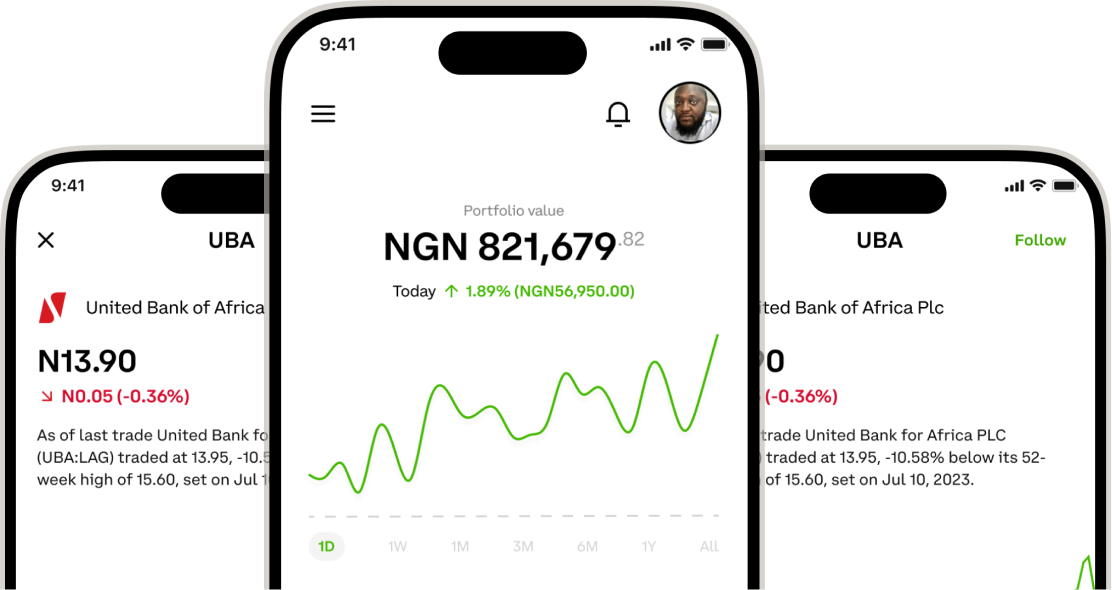 9:41
UBA
United Bank of Africa
N13.90
N0.05 (-0.36%)
As of last trade United Bank fo
(UBA:LAG) traded at 13.95, -10.5
week high of 15.60, set on Jul 1
9:41
Portfolio value
NGN 821,679.82
Today ↑ 1.89% (NGN56,950.00)
1D 1W 1M 3M 6M 1Y All
UBA
Follow
ted Bank of Africa Plc
0
(-0.36%)
trade United Bank for Africa PLC
) traded at 13.95, -10.58% below its 52-
of 15.60, set on Jul 10, 2023.